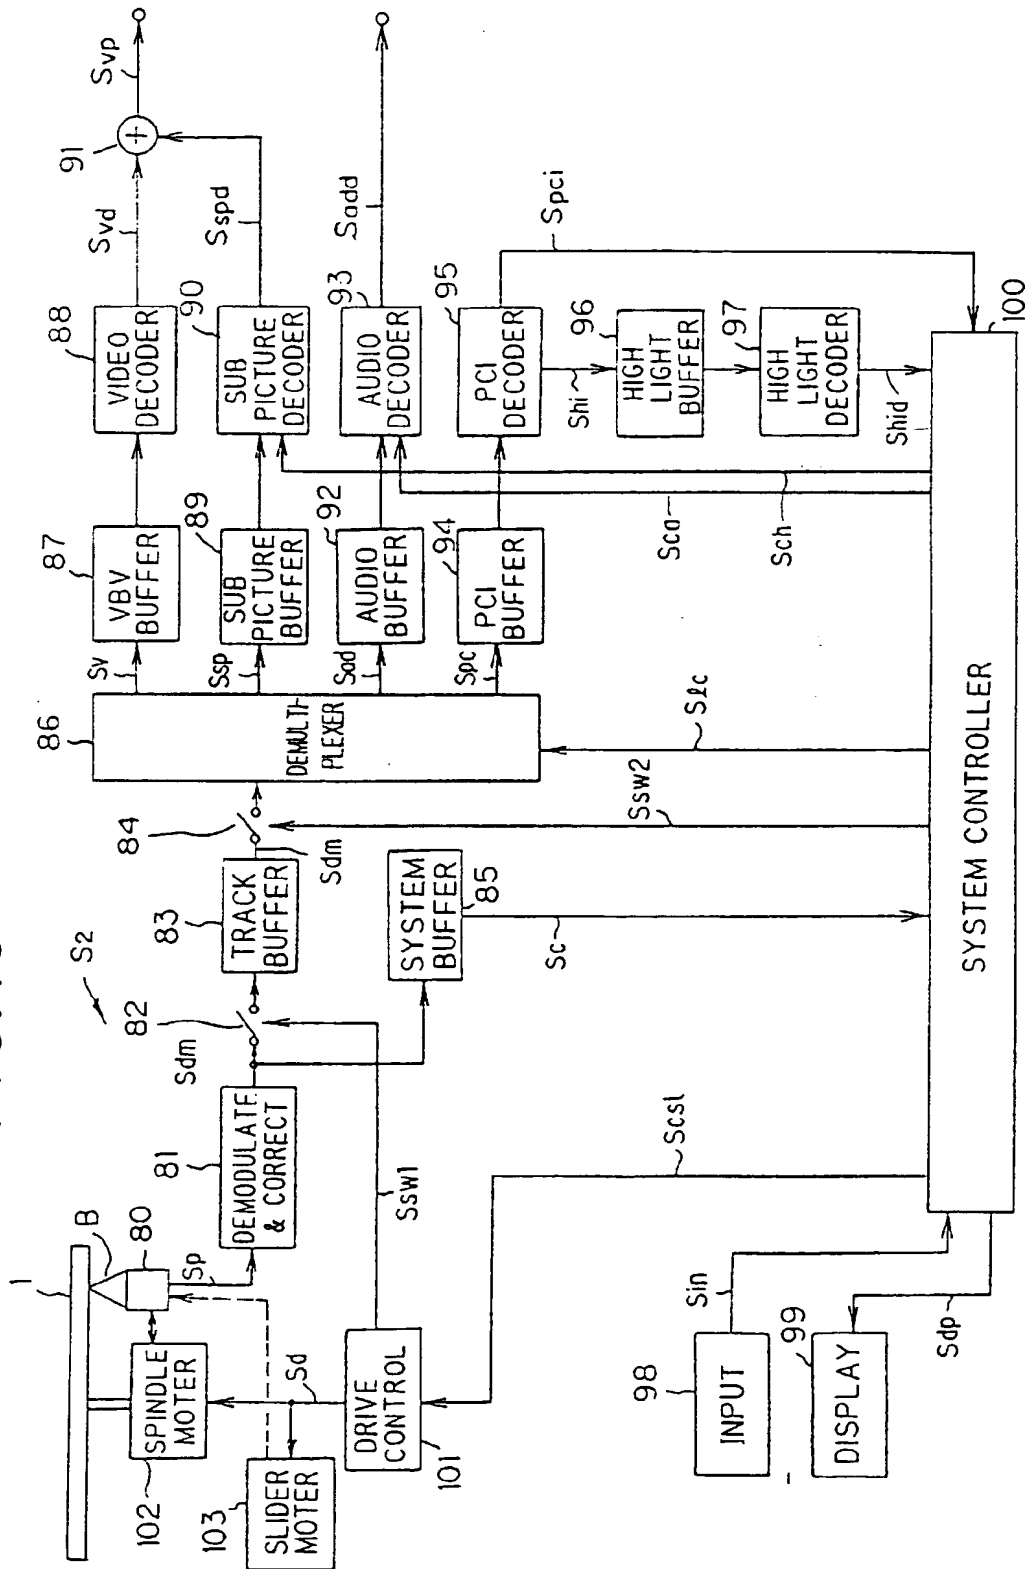 S2
1
B
80
Sp
SPINDLE
MOTER
102
SLIDER
MOTER
103
Sd
DRIVE
CONTROL
101
81
DEMODULATE
& CORRECT
Sdm
82
Ssw1
83
TRACK
BUFFER
84
Sdm
SYSTEM
BUFFER
85
Sc
Ssw2
Slc
Scsl
86
DEMULTI-
PLEXER
Sv
Ssp
Sad
Spc
87
VBV
BUFFER
89
SUB
PICTURE
BUFFER
92
AUDIO
BUFFER
94
PCI
BUFFER
88
VIDEO
DECODER
90
SUB
PICTURE
DECODER
93
AUDIO
DECODER
95
PCI
DECODER
Svd
91
+
Svp
Sspd
Sadd
Spci
Shi
96
HIGH
LIGHT
BUFFER
97
HIGH
LIGHT
DECODER
Shid
Sca
Sch
98
INPUT
Sin
99
DISPLAY
Sdp
SYSTEM CONTROLLER
100